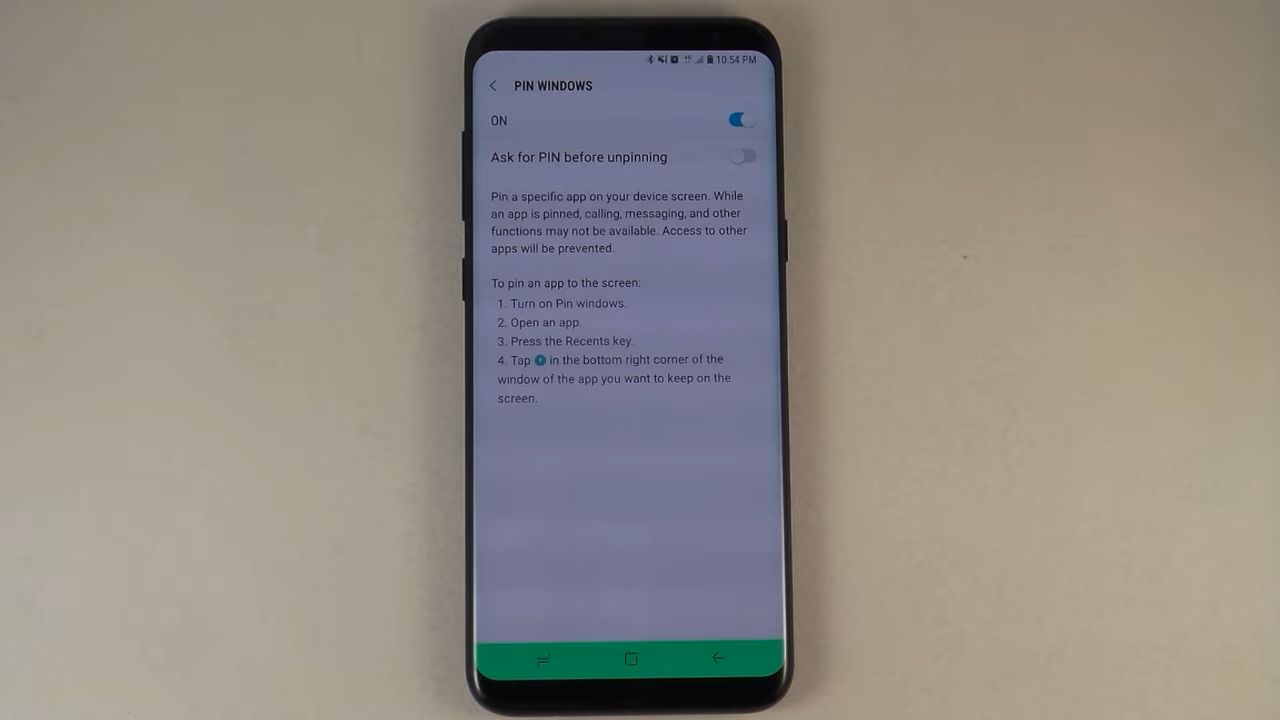 10:54 PM
PIN WINDOWS
ON
Ask for PIN before unpinning
Pin a specific app on your device screen. While
an app is pinned, calling, messaging, and other
functions may not be available. Access to other
apps will be prevented.
To pin an app to the screen:
1. Turn on Pin windows.
2. Open an app.
3. Press the Recents key.
4. Tap in the bottom right corner of the
window of the app you want to keep on the
screen.